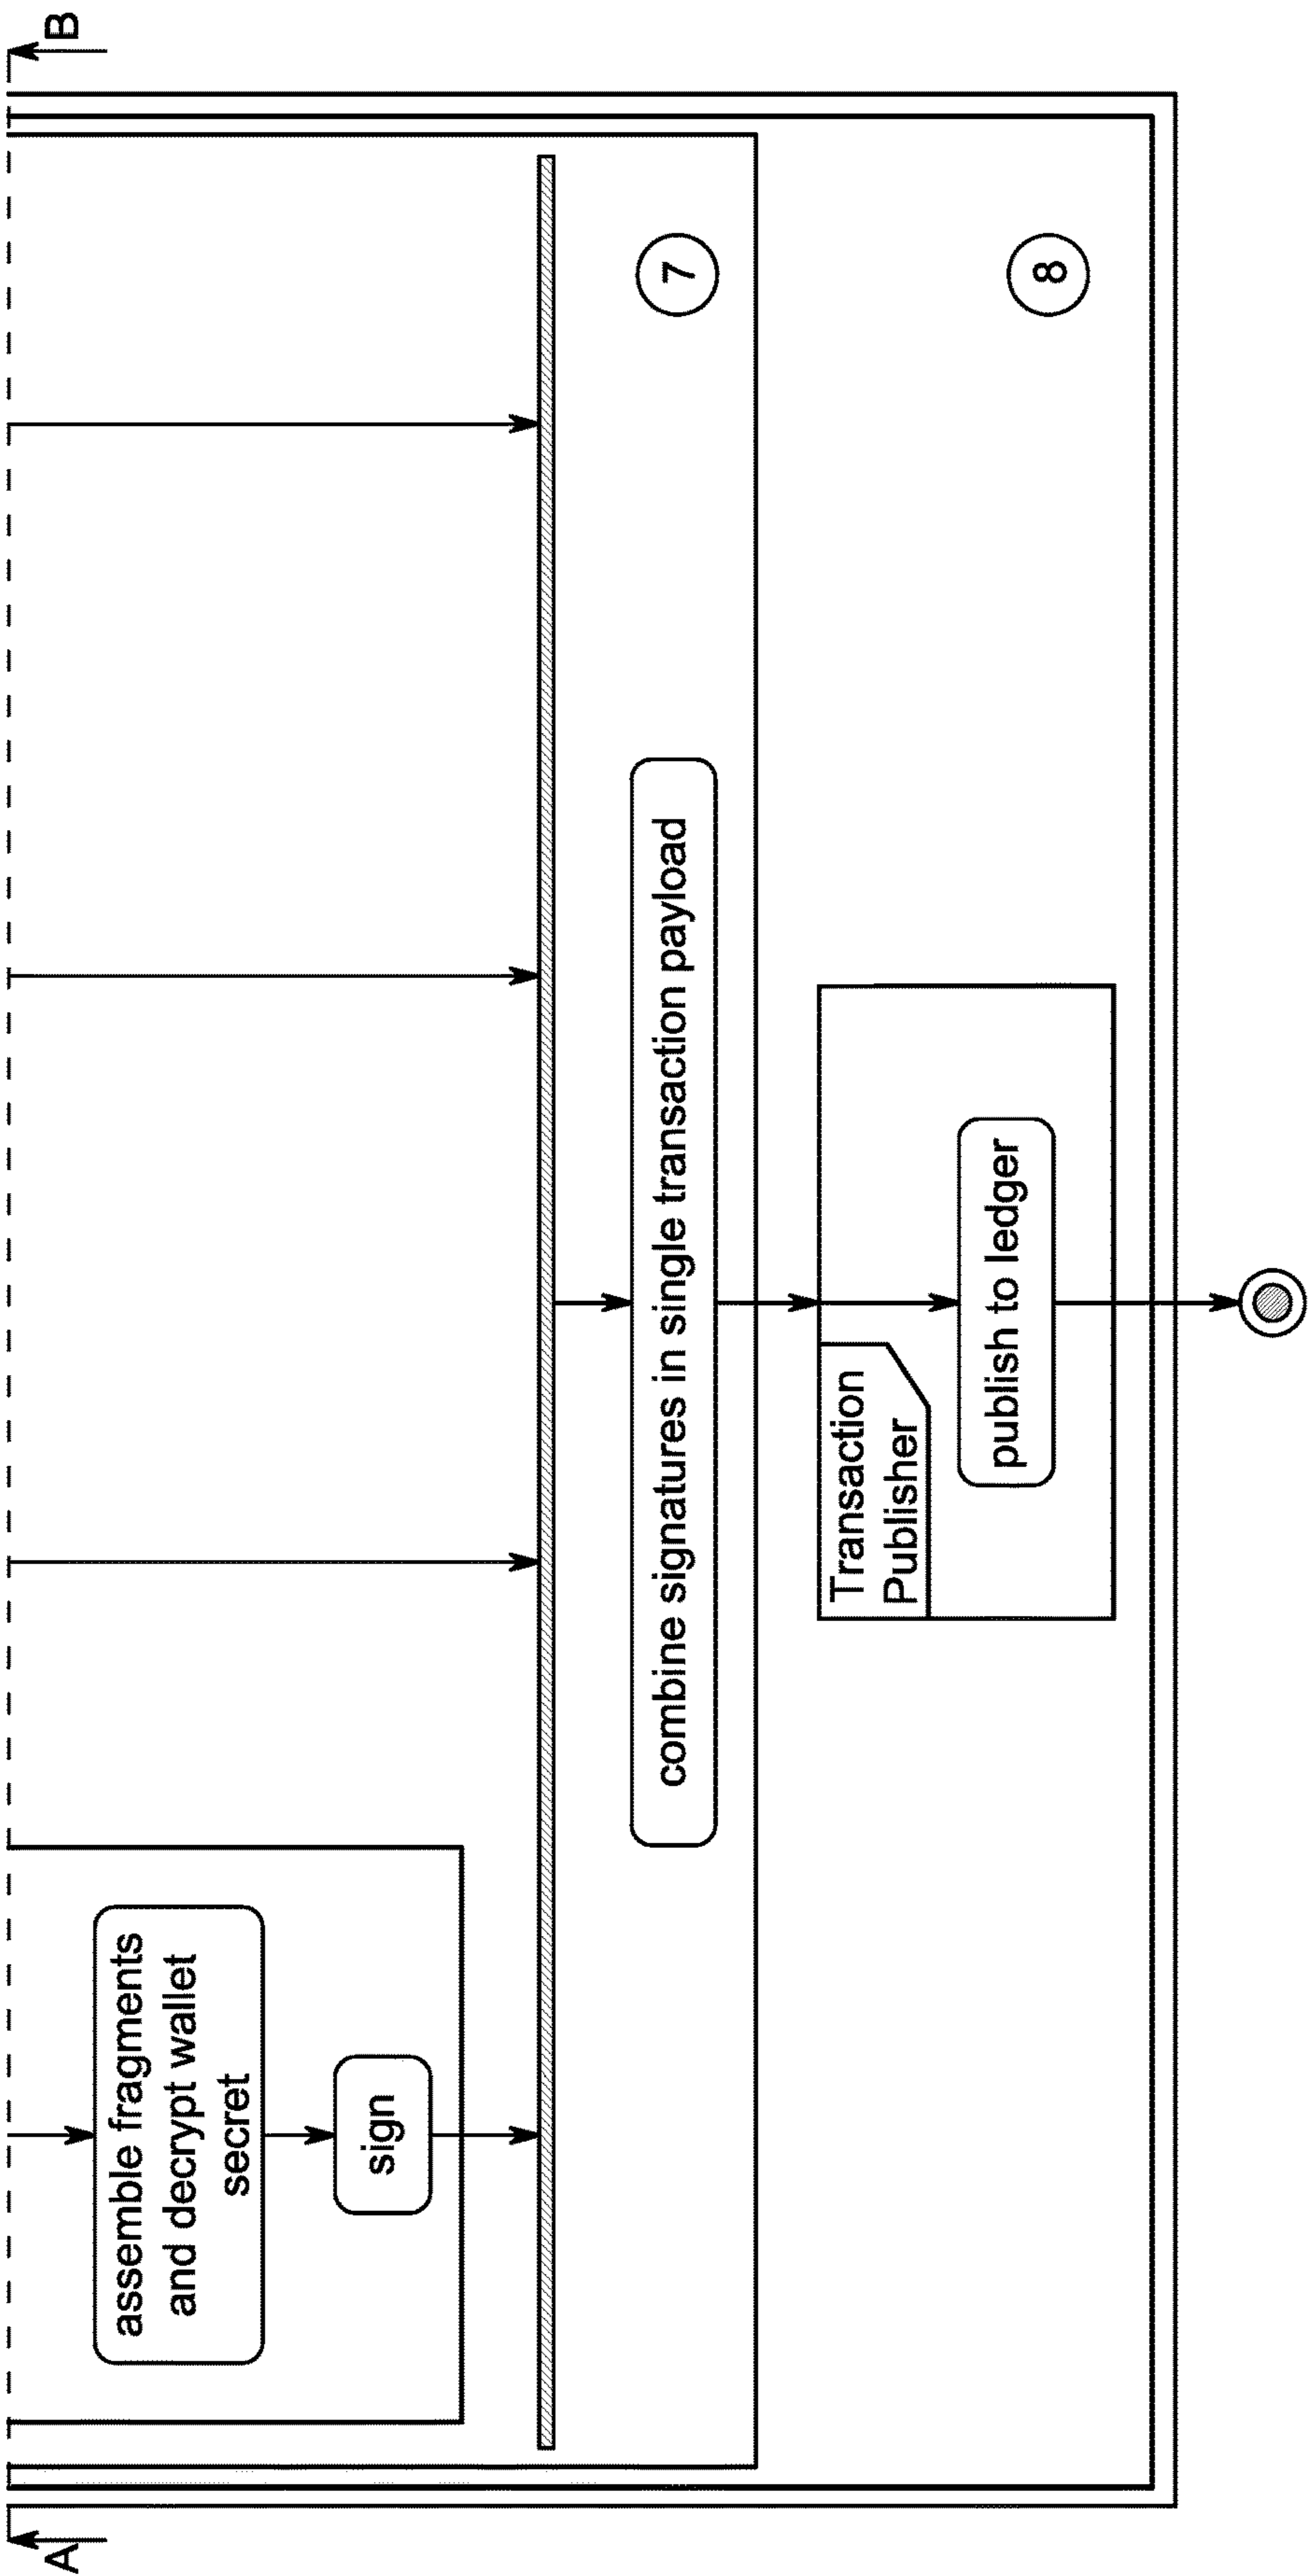 A
B
assemble fragments
and decrypt wallet
secret
sign
combine signatures in single transaction payload
7
Transaction
Publisher
publish to ledger
8